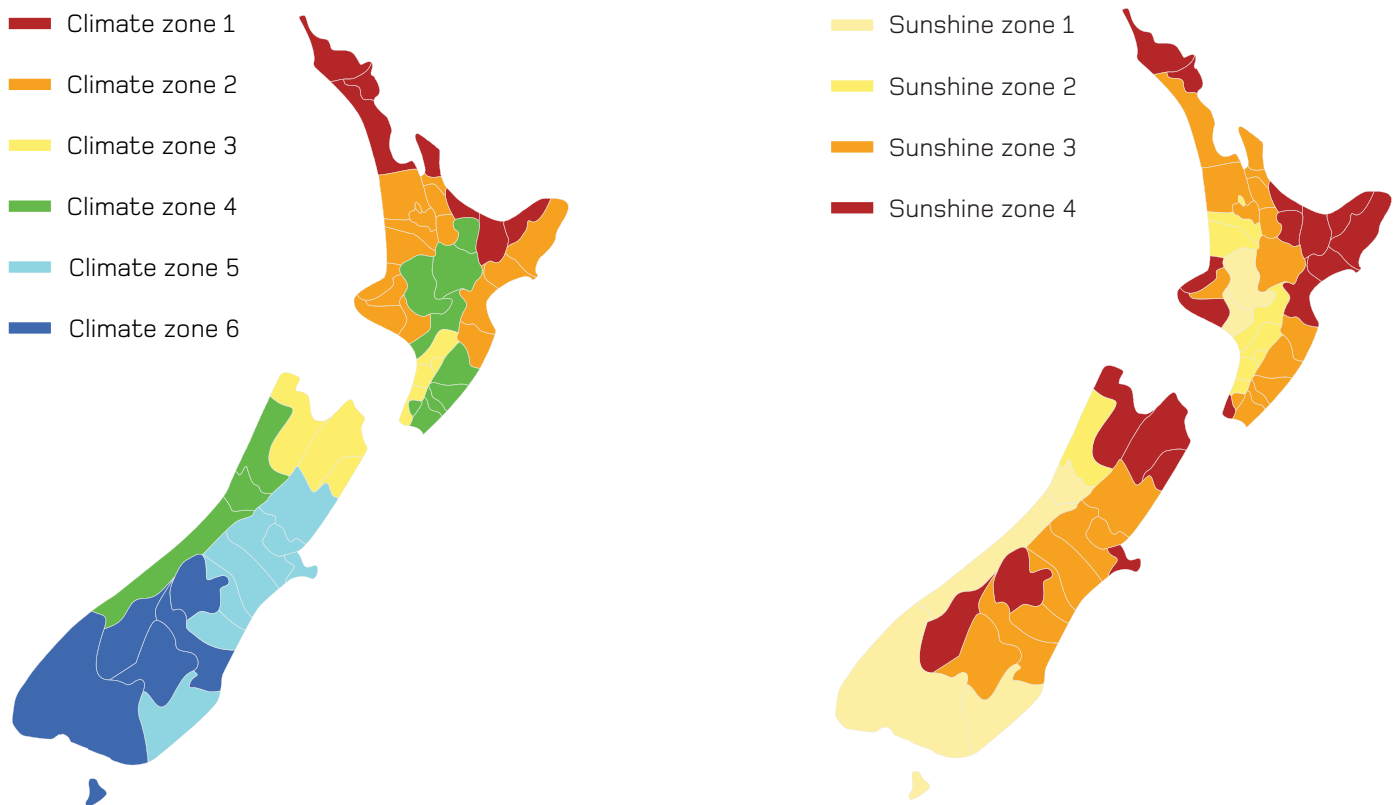 Climate zone 1
Climate zone 2
Climate zone 3
Climate zone 4
Climate zone 5
Climate zone 6
Sunshine zone 1
Sunshine zone 2
Sunshine zone 3
Sunshine zone 4